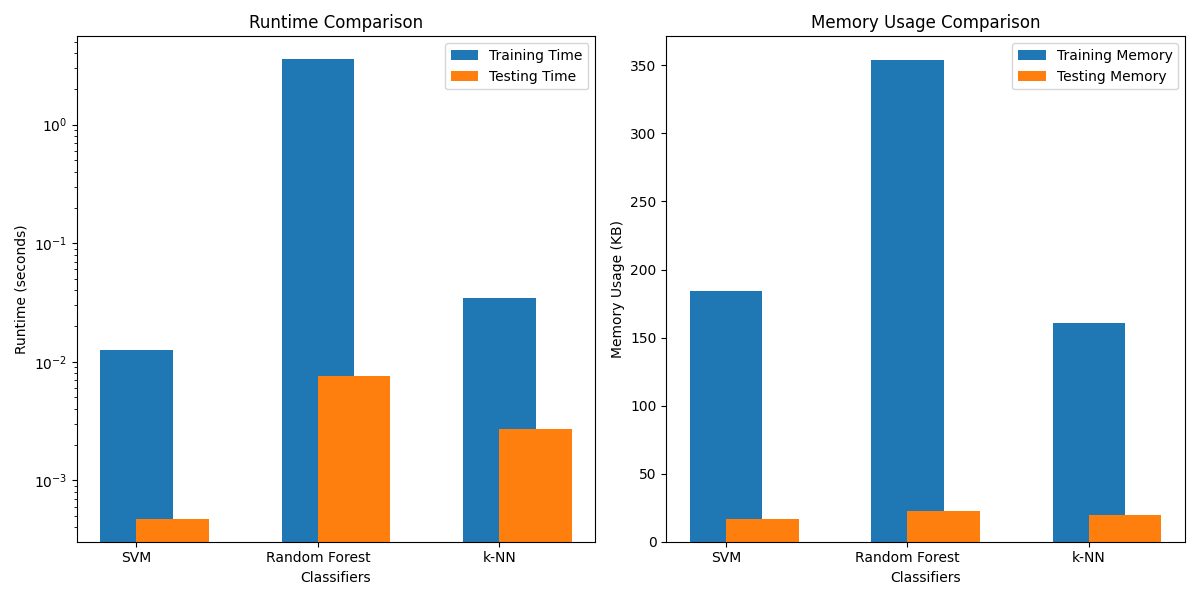 Runtime Comparison
Training Time
Testing Time
10⁰
10⁻¹
10⁻²
10⁻³
Runtime (seconds)
SVM
Random Forest
k-NN
Classifiers
Memory Usage Comparison
Training Memory
Testing Memory
350
300
250
200
150
100
50
0
Memory Usage (KB)
SVM
Random Forest
k-NN
Classifiers